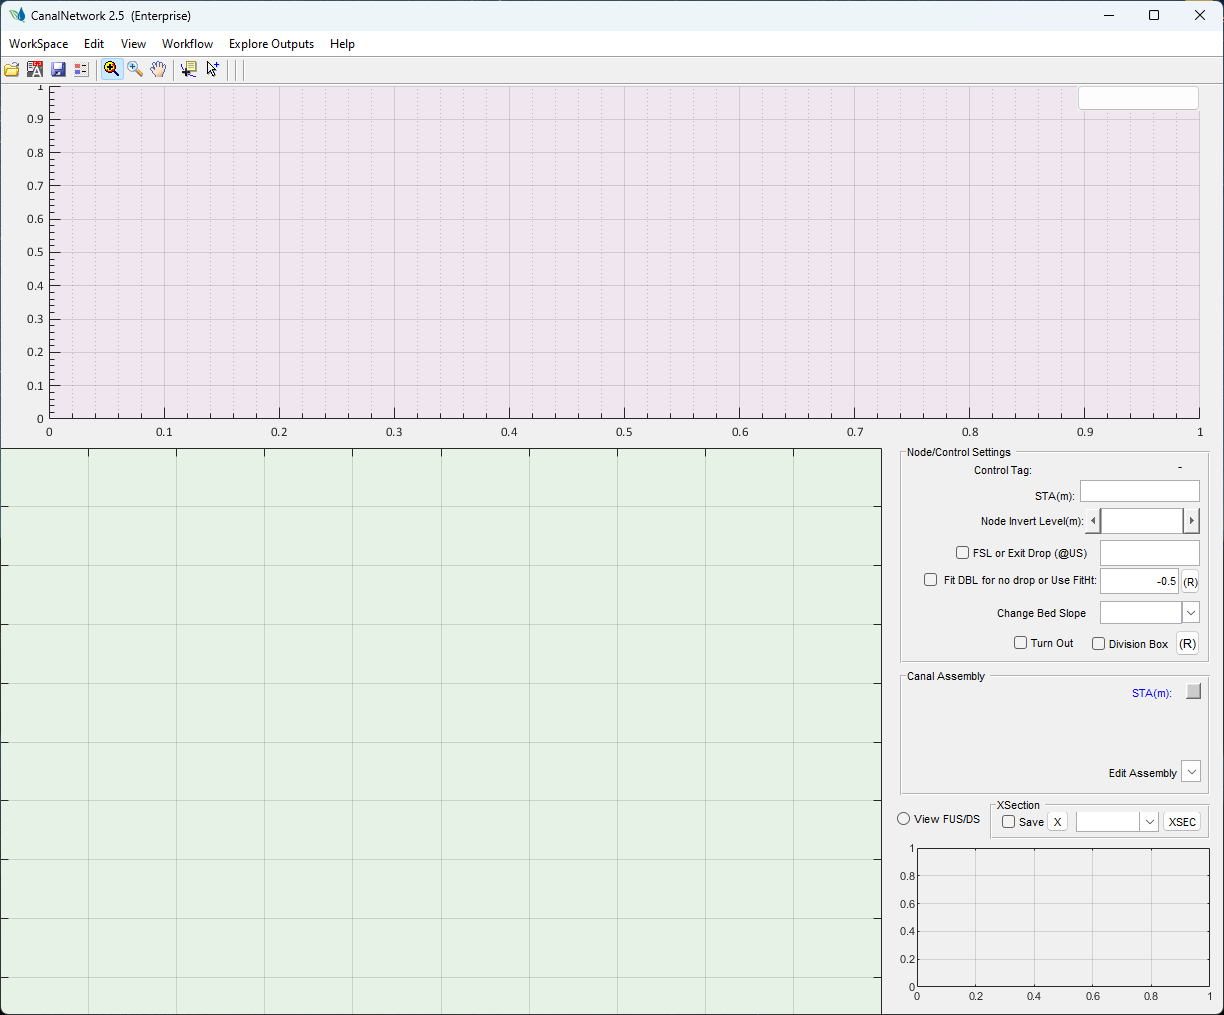 CanalNetwork 2.5 (Enterprise)
WorkSpace Edit View Workflow Explore Outputs Help
1
0.9
0.8
0.7
0.6
0.5
0.4
0.3
0.2
0.1
0
0 0.1 0.2 0.3 0.4 0.5 0.6 0.7 0.8 0.9 1
Node/Control Settings
Control Tag: -
STA(m):
Node Invert Level(m):
FSL or Exit Drop (@US)
Fit DBL for no drop or Use FitHt: -0.5 (R)
Change Bed Slope
Turn Out Division Box (R)
Canal Assembly
STA(m):
Edit Assembly
XSection
View FUS/DS Save X XSEC
1
0.8
0.6
0.4
0.2
0
0 0.2 0.4 0.6 0.8 1